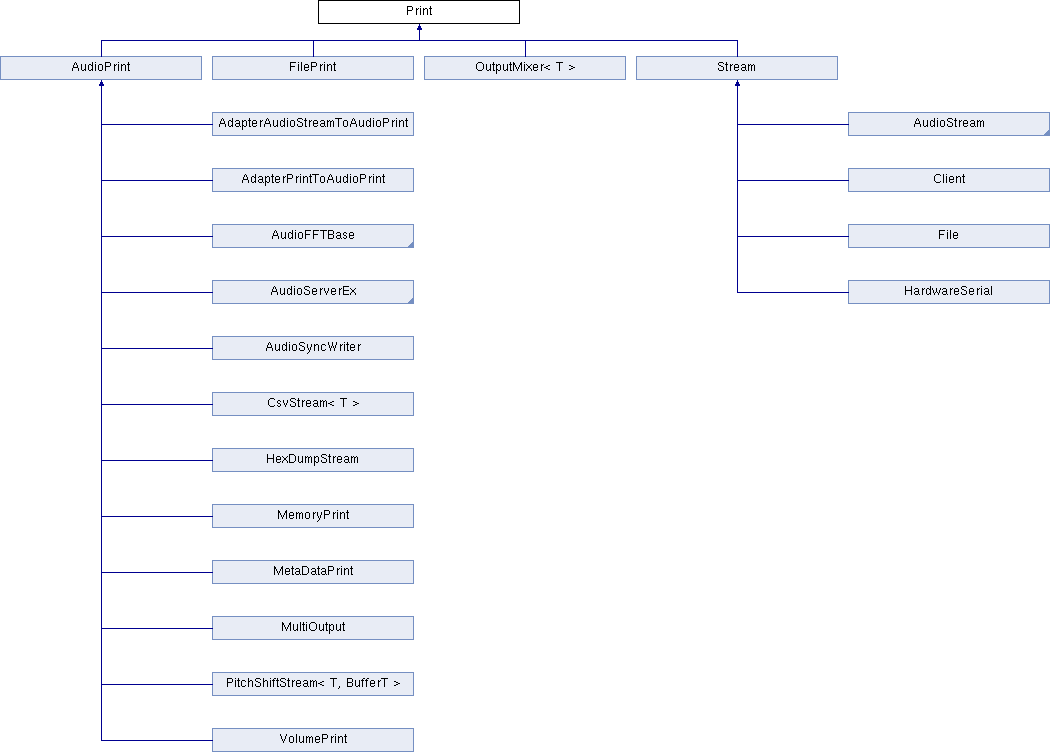 Print
AudioPrint
FilePrint
OutputMixer< T >
Stream
AdapterAudioStreamToAudioPrint
AudioStream
AdapterPrintToAudioPrint
Client
AudioFFTBase
File
AudioServerEx
HardwareSerial
AudioSyncWriter
CsvStream< T >
HexDumpStream
MemoryPrint
MetaDataPrint
MultiOutput
PitchShiftStream< T, BufferT >
VolumePrint